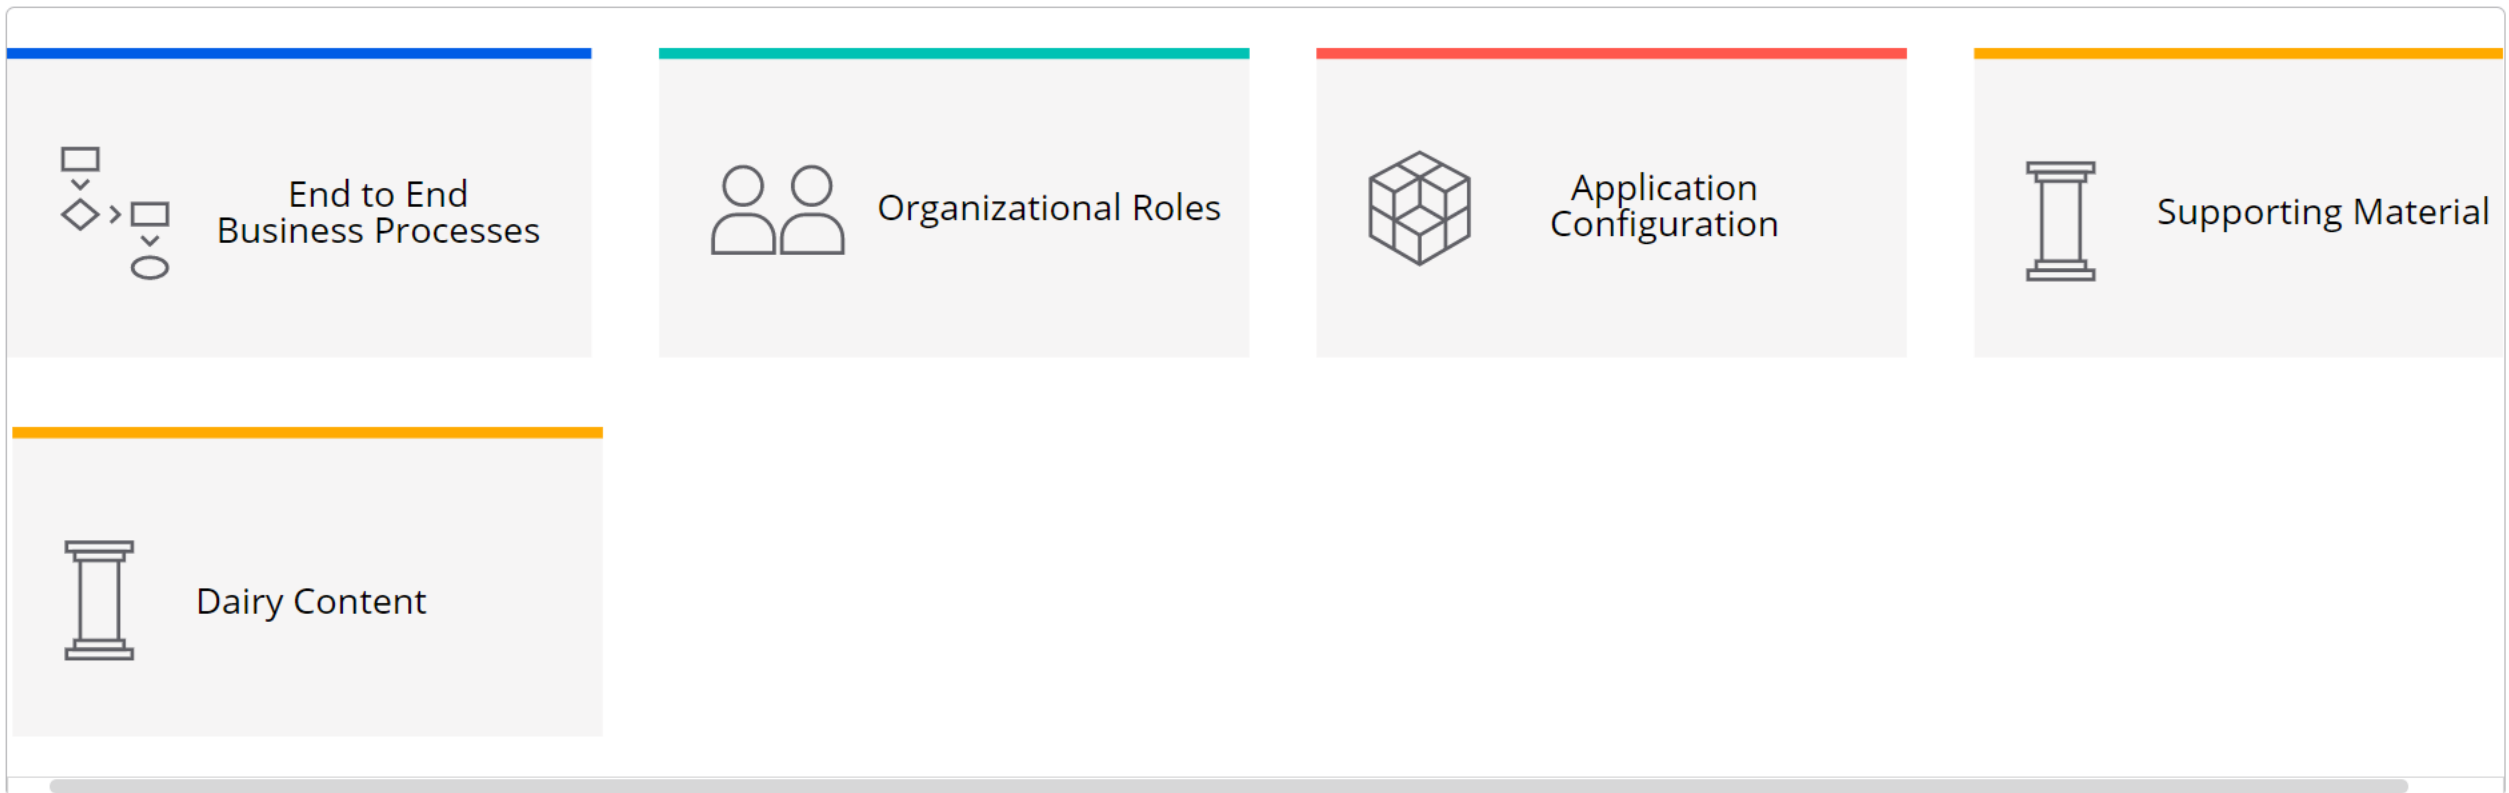 End to End
Business Processes
Organizational Roles
Application
Configuration
Supporting Material
Dairy Content